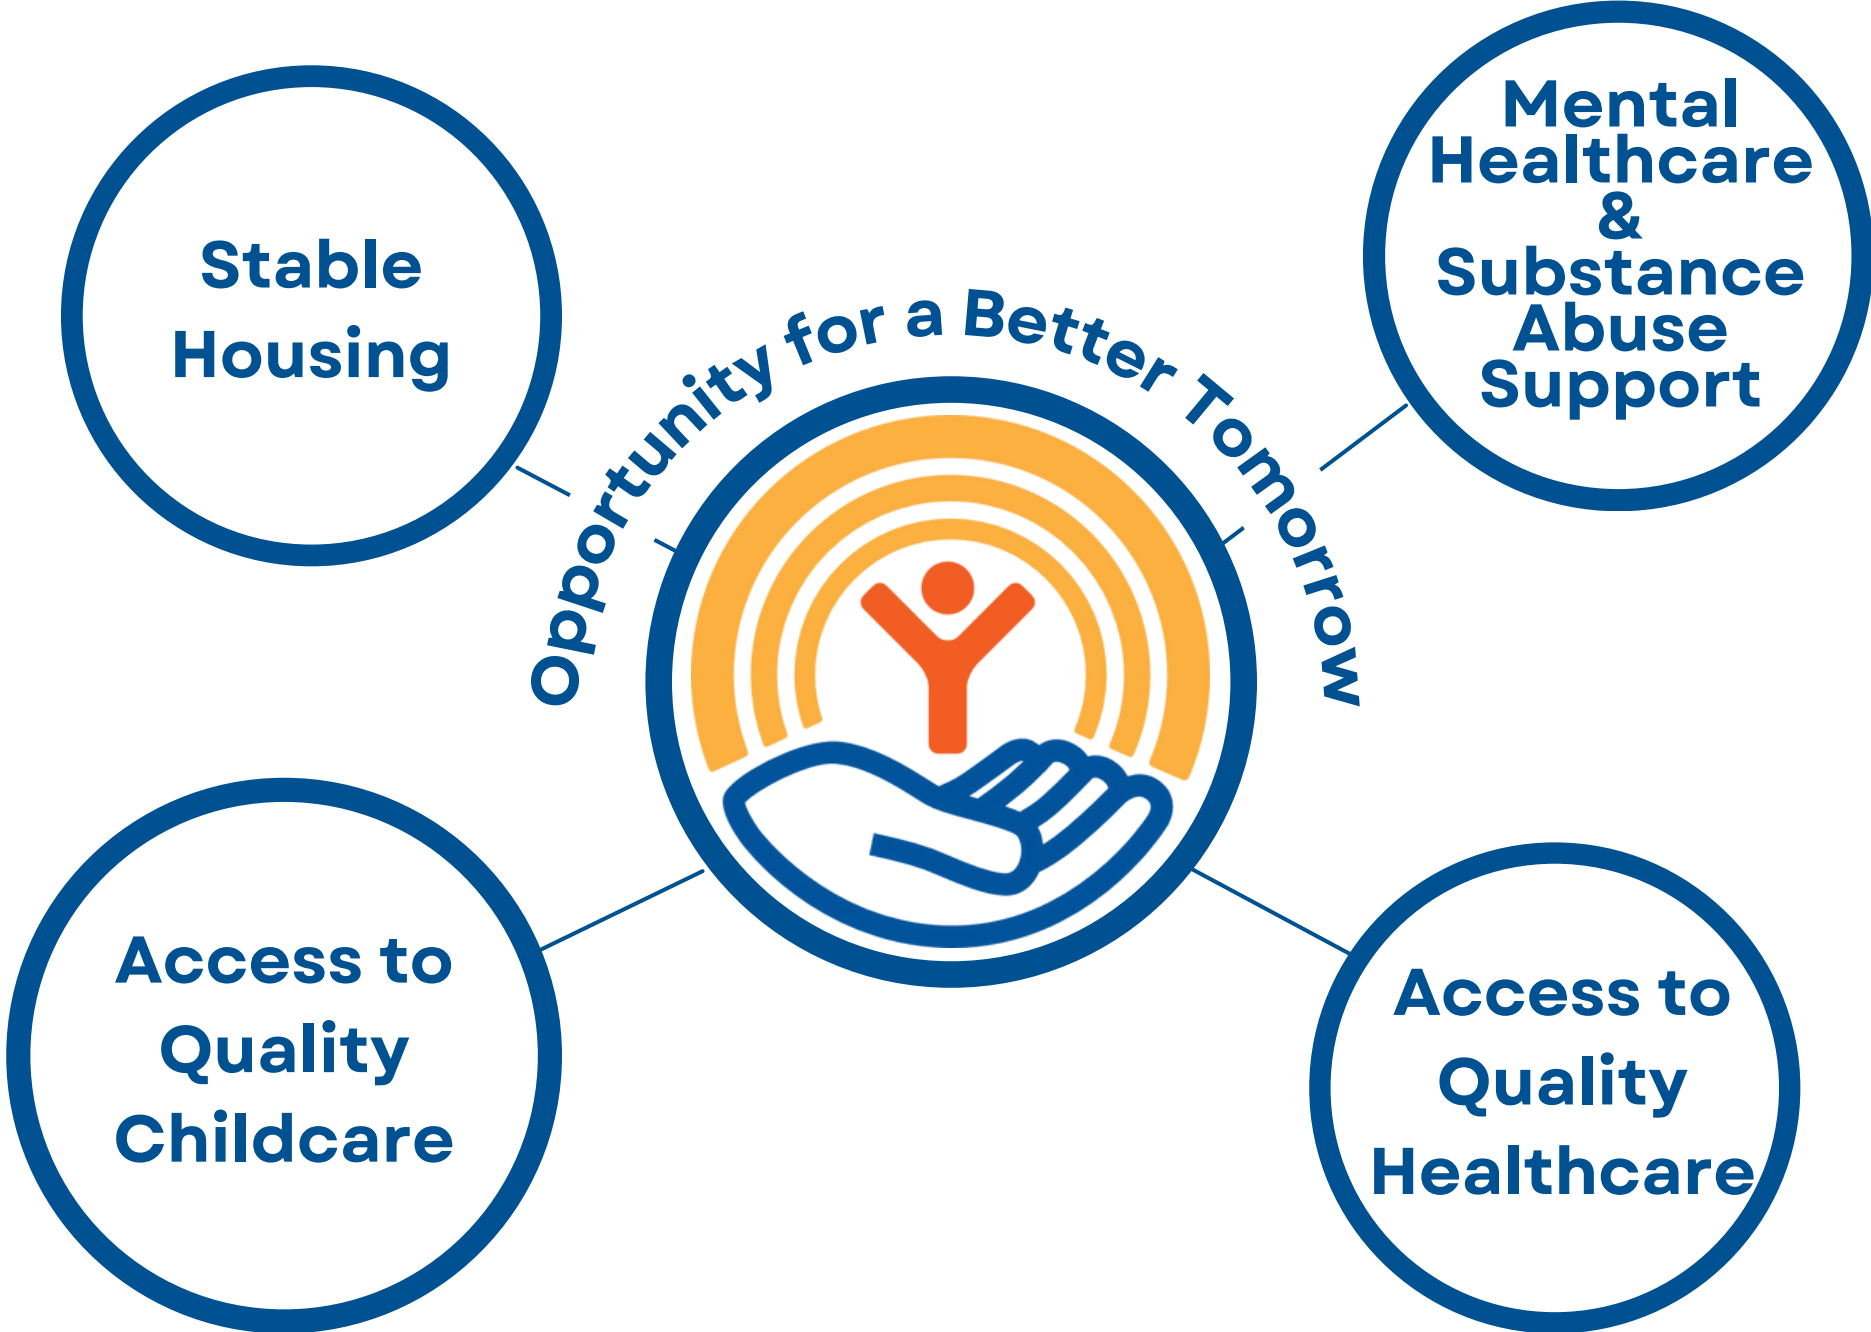 Stable
Housing
Mental
Healthcare
&
Substance
Abuse
Support
Opportunity for a Better Tomorrow
Access to
Quality
Childcare
Access to
Quality
Healthcare